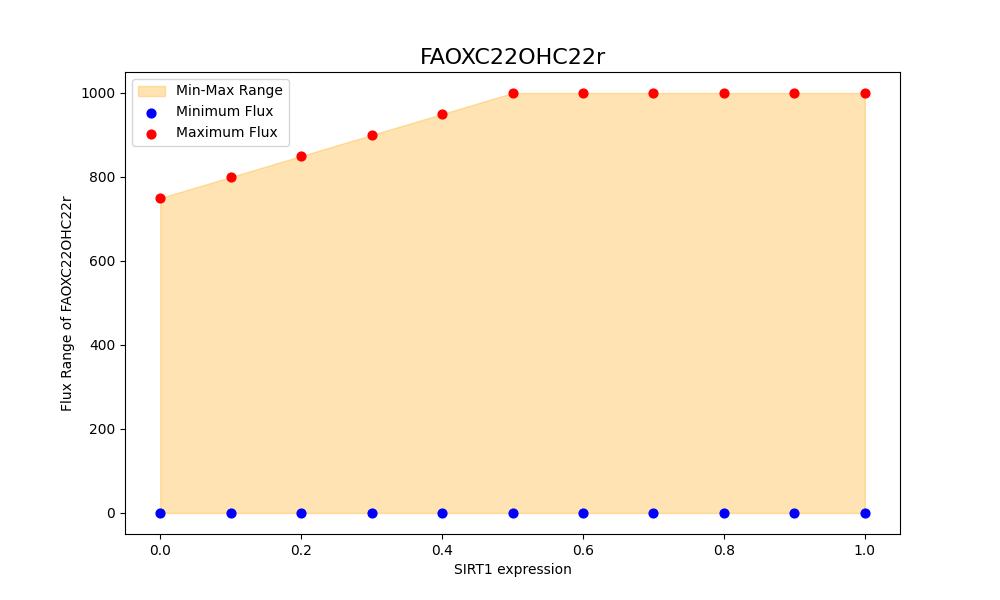 FAOXC22OHC22r
Min-Max Range
Minimum Flux
Maximum Flux
Flux Range of FAOXC22OHC22r
1000
800
600
400
200
0
0.0 0.2 0.4 0.6 0.8 1.0
SIRT1 expression